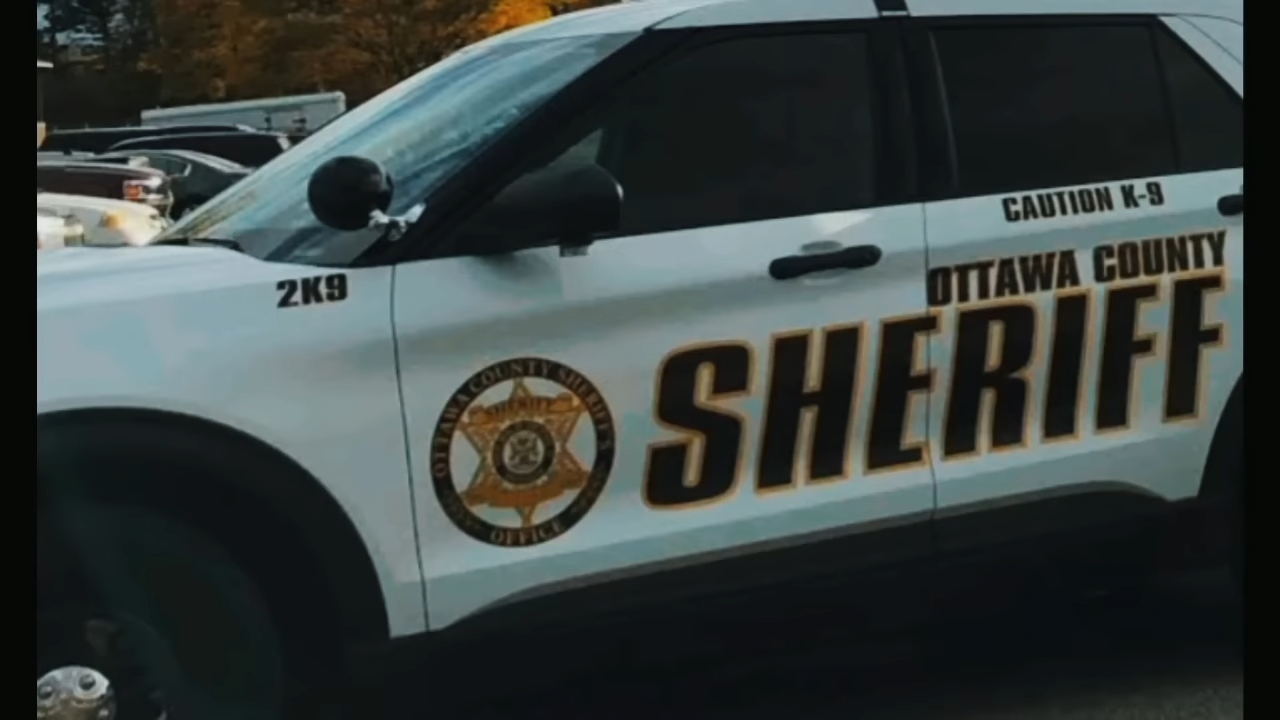 CAUTION K-9
2K9
OTTAWA COUNTY
SHERIFF
OTTAWA COUNTY SHERIFF'S
OFFICE